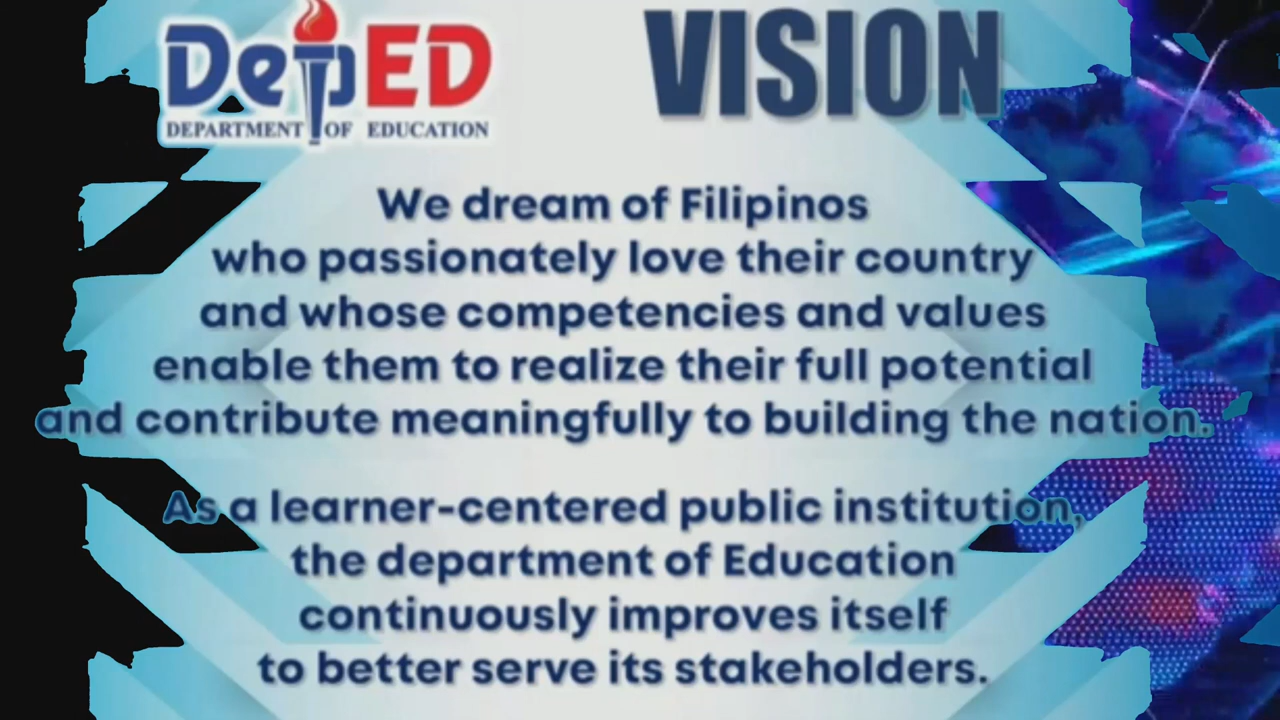 DepED
DEPARTMENT OF EDUCATION
VISION
We dream of Filipinos
who passionately love their country
and whose competencies and values
enable them to realize their full potential
and contribute meaningfully to building the nation.
As a learner-centered public institution,
the department of Education
continuously improves itself
to better serve its stakeholders.